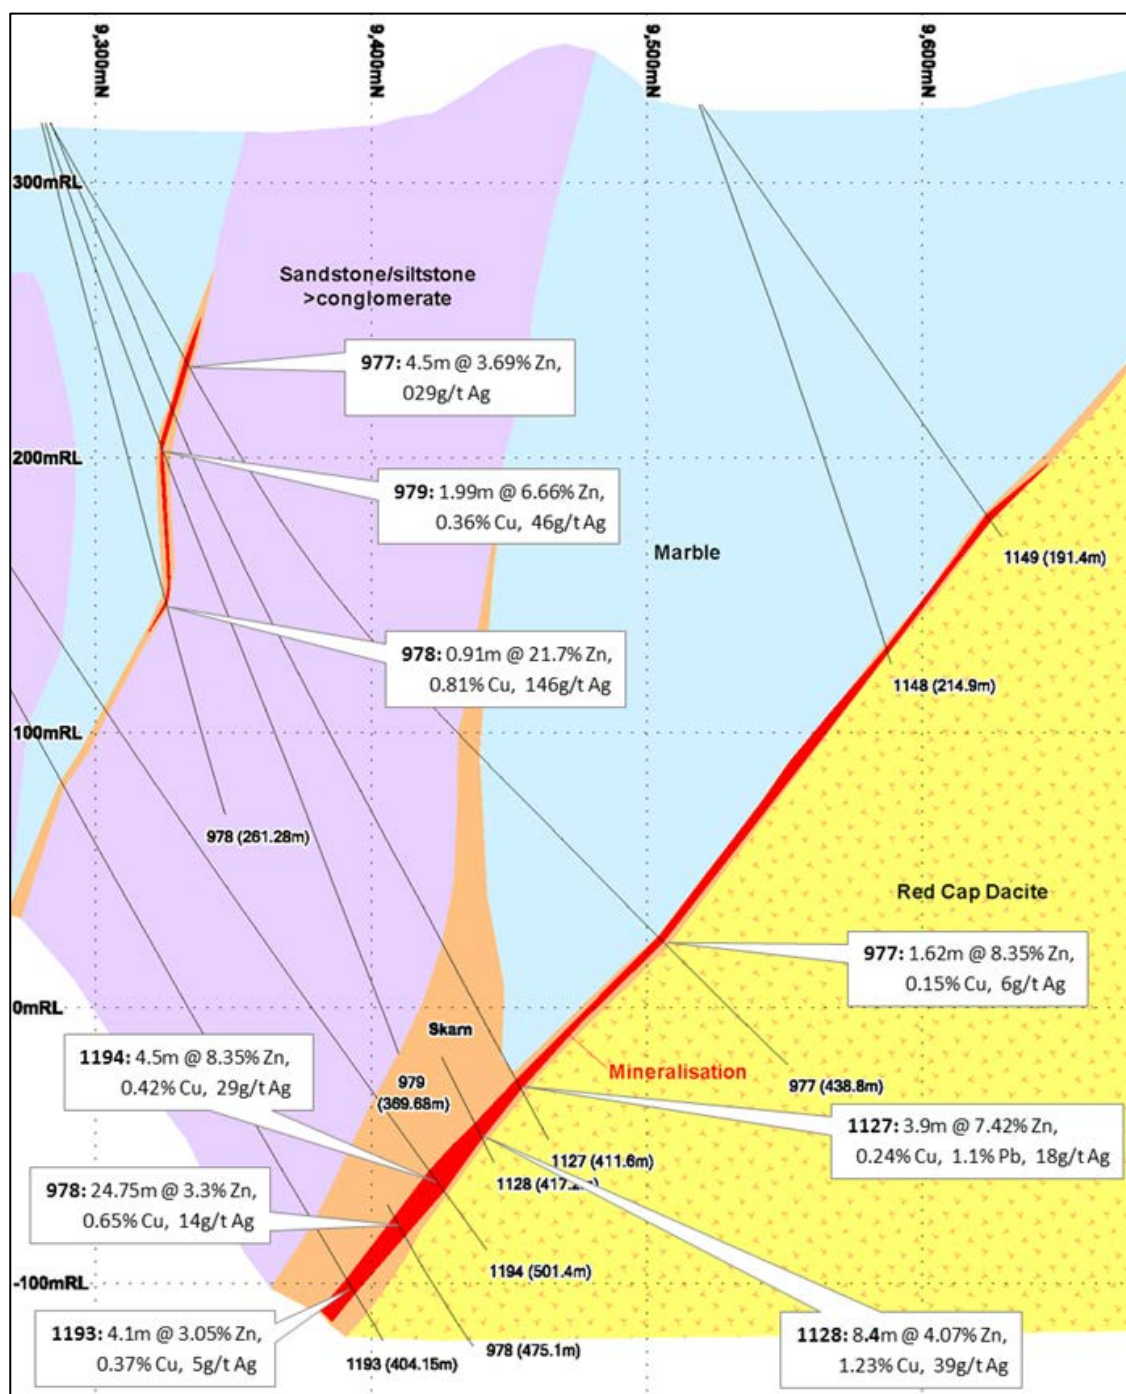 9,300mN
9,400mN
9,500mN
9,600mN
300mRL
Sandstone/siltstone
>conglomerate
977: 4.5m @ 3.69% Zn,
029g/t Ag
200mRL
979: 1.99m @ 6.66% Zn,
0.36% Cu, 46g/t Ag
Marble
1149 (191.4m)
978: 0.91m @ 21.7% Zn,
0.81% Cu, 146g/t Ag
1148 (214.9m)
100mRL
978 (261.28m)
Red Cap Dacite
977: 1.62m @ 8.35% Zn,
0.15% Cu, 6g/t Ag
0mRL
Skarn
1194: 4.5m @ 8.35% Zn,
0.42% Cu, 29g/t Ag
Mineralisation
979
(369.68m)
977 (438.8m)
1127: 3.9m @ 7.42% Zn,
0.24% Cu, 1.1% Pb, 18g/t Ag
1127 (411.6m)
1128 (417.2m)
978: 24.75m @ 3.3% Zn,
0.65% Cu, 14g/t Ag
1194 (501.4m)
-100mRL
1193: 4.1m @ 3.05% Zn,
0.37% Cu, 5g/t Ag
978 (475.1m)
1193 (404.15m)
1128: 8.4m @ 4.07% Zn,
1.23% Cu, 39g/t Ag